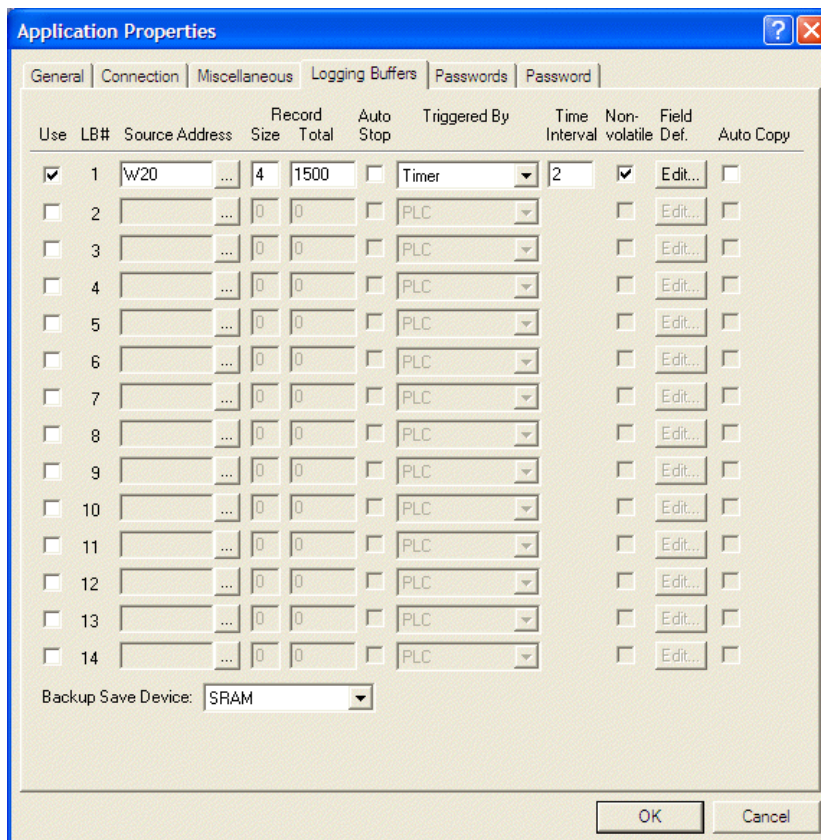 Application Properties
General Connection Miscellaneous Logging Buffers Passwords Password
Record Auto Triggered By Time Non- Field
Use LB# Source Address Size Total Stop Interval volatile Def. Auto Copy
1 W20 ... 4 1500 Timer 2 Edit...
2 ... 0 0 PLC Edit...
3 ... 0 0 PLC Edit...
4 ... 0 0 PLC Edit...
5 ... 0 0 PLC Edit...
6 ... 0 0 PLC Edit...
7 ... 0 0 PLC Edit...
8 ... 0 0 PLC Edit...
9 ... 0 0 PLC Edit...
10 ... 0 0 PLC Edit...
11 ... 0 0 PLC Edit...
12 ... 0 0 PLC Edit...
13 ... 0 0 PLC Edit...
14 ... 0 0 PLC Edit...
Backup Save Device: SRAM
OK Cancel